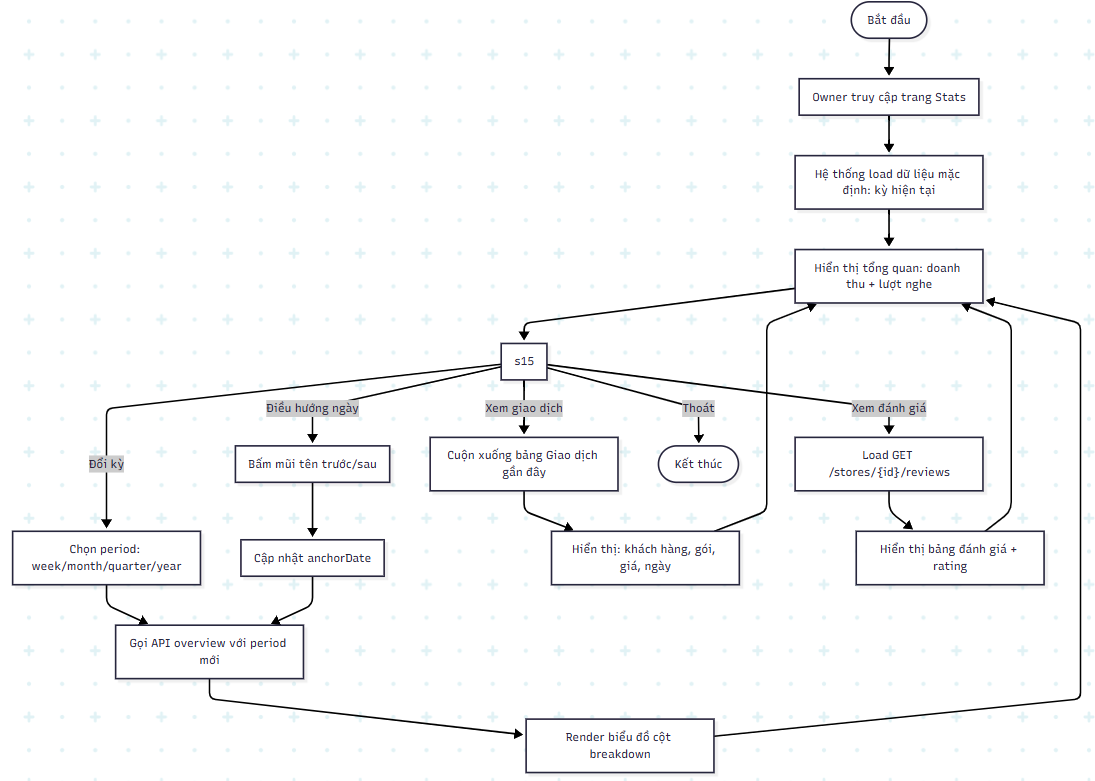 Bắt đầu
Owner truy cập trang Stats
Hệ thống load dữ liệu mặc
định: kỳ hiện tại
Hiển thị tổng quan: doanh
thu + lượt nghe
s15
Điều hướng ngày
Xem giao dịch
Thoát
Xem đánh giá
Đổi kỳ
Bấm mũi tên trước/sau
Cuộn xuống bảng Giao dịch
gần đây
Kết thúc
Load GET
/stores/{id}/reviews
Chọn period:
week/month/quarter/year
Cập nhật anchorDate
Hiển thị: khách hàng, gói,
giá, ngày
Hiển thị bảng đánh giá +
rating
Gọi API overview với period
mới
Render biểu đồ cột
breakdown